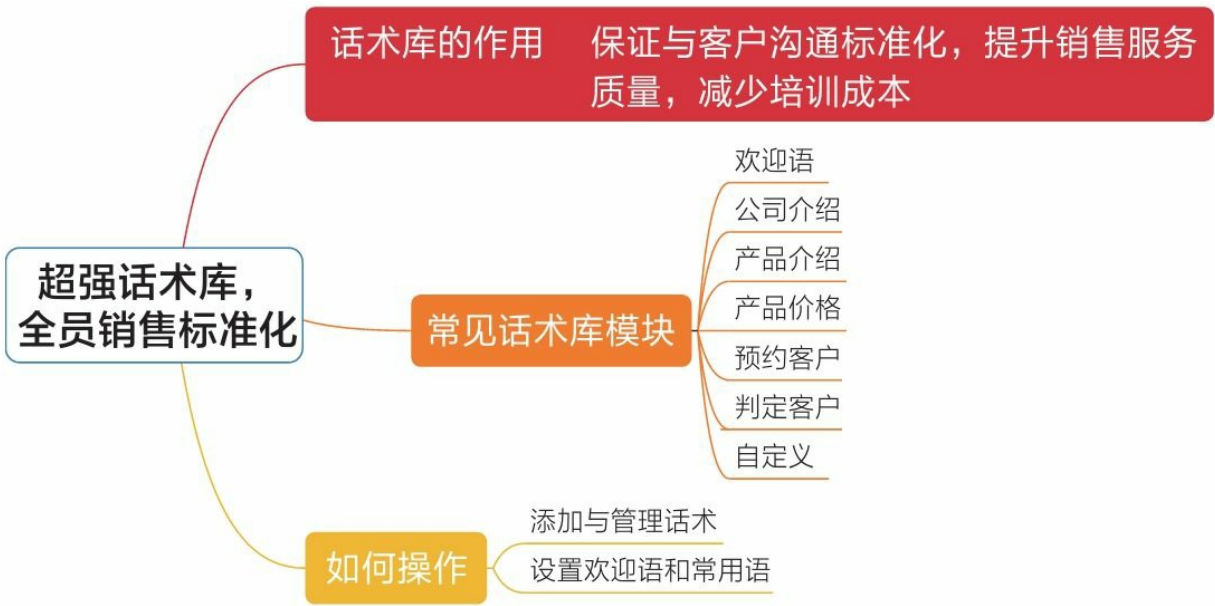 话术库的作用 保证与客户沟通标准化，提升销售服务
质量，减少培训成本
超强话术库，
全员销售标准化
常见话术库模块
欢迎语
公司介绍
产品介绍
产品价格
预约客户
判定客户
自定义
如何操作
添加与管理话术
设置欢迎语和常用语